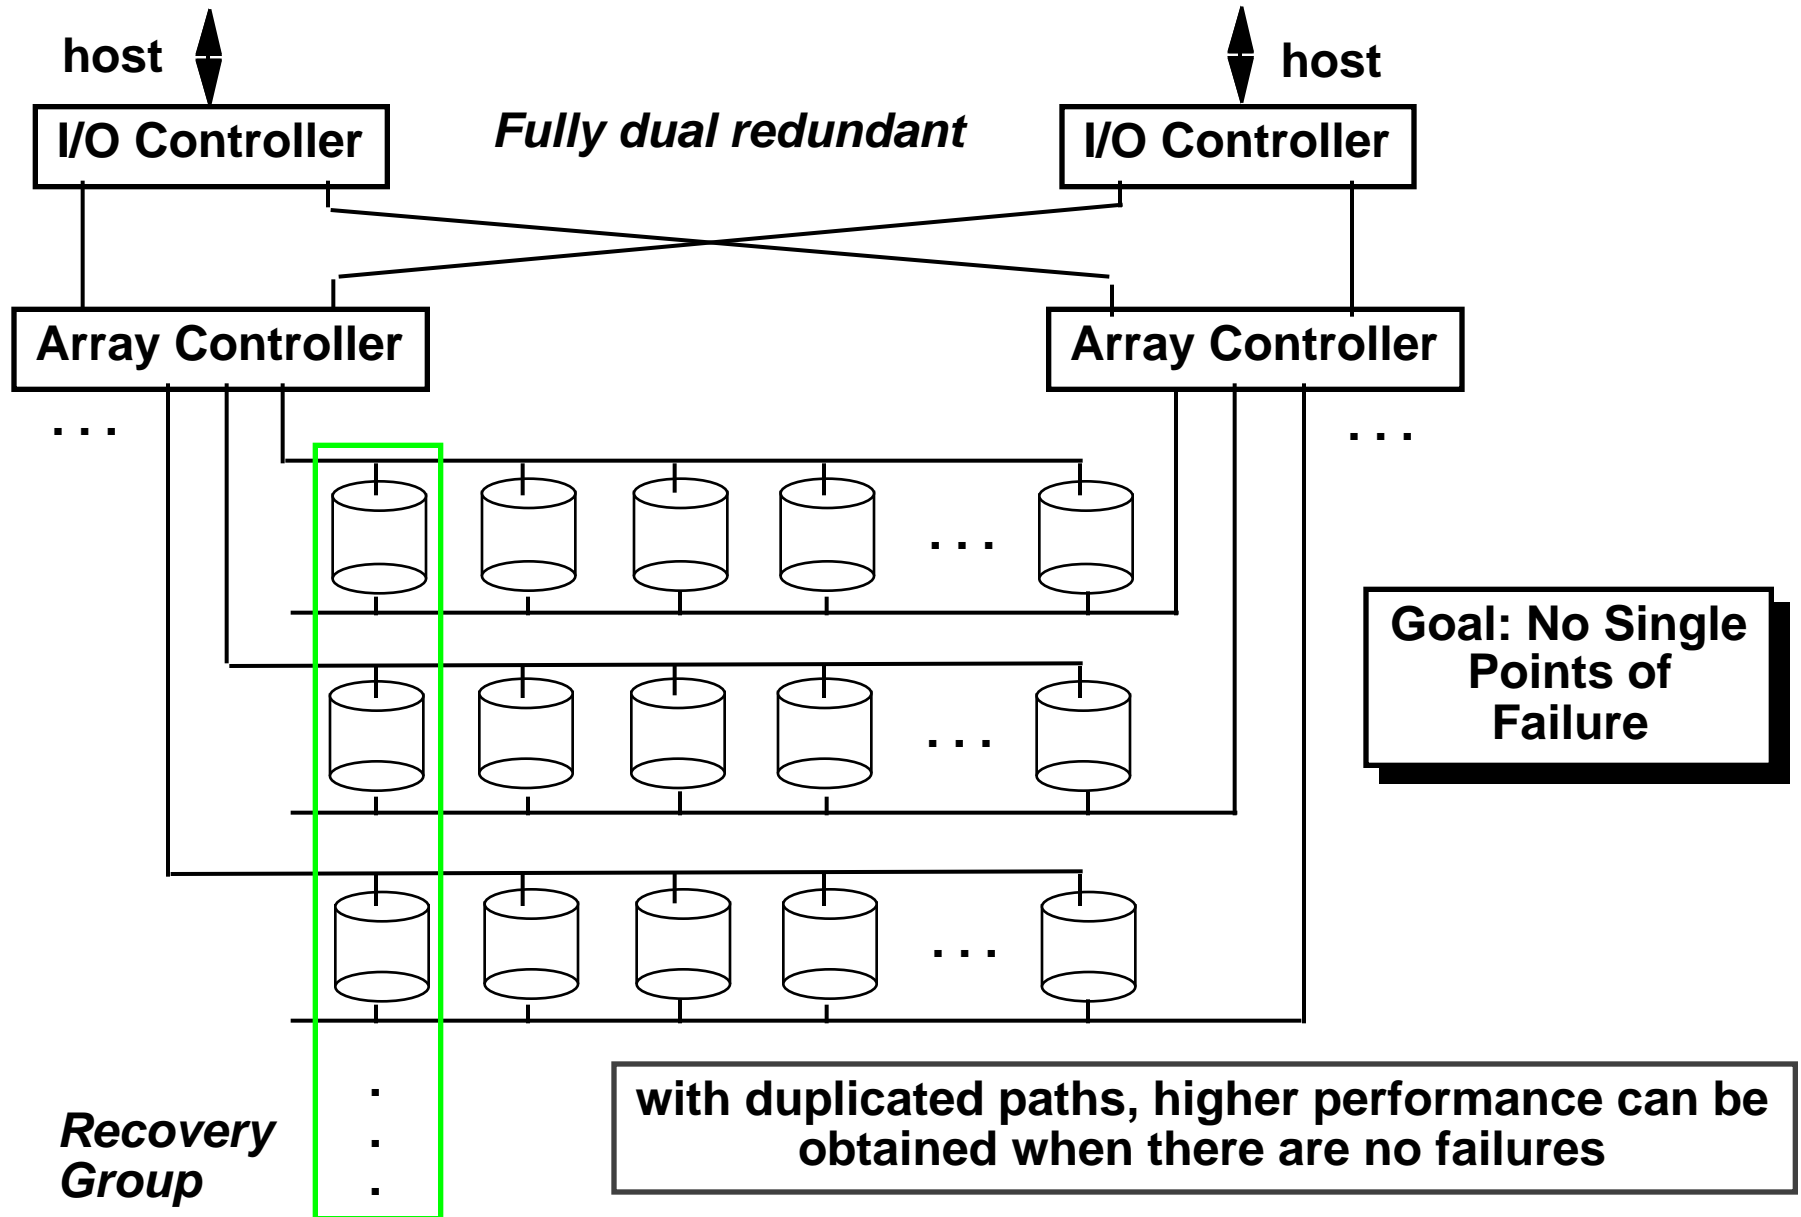 host
host
I/O Controller
Fully dual redundant
I/O Controller
Array Controller
Array Controller
. . .
. . .
. . .
Goal: No Single
Points of
Failure
. . .
. . .
with duplicated paths, higher performance can be
obtained when there are no failures
Recovery
Group
.
.
.